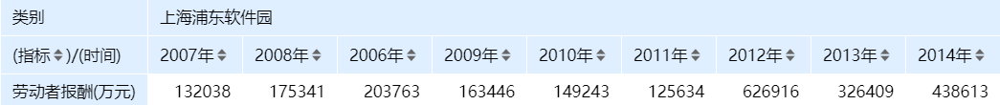 类别 上海浦东软件园
(指标)/(时间) 2007年 2008年 2006年 2009年 2010年 2011年 2012年 2013年 2014年
劳动者报酬(万元) 132038 175341 203763 163446 149243 125634 626916 326409 438613